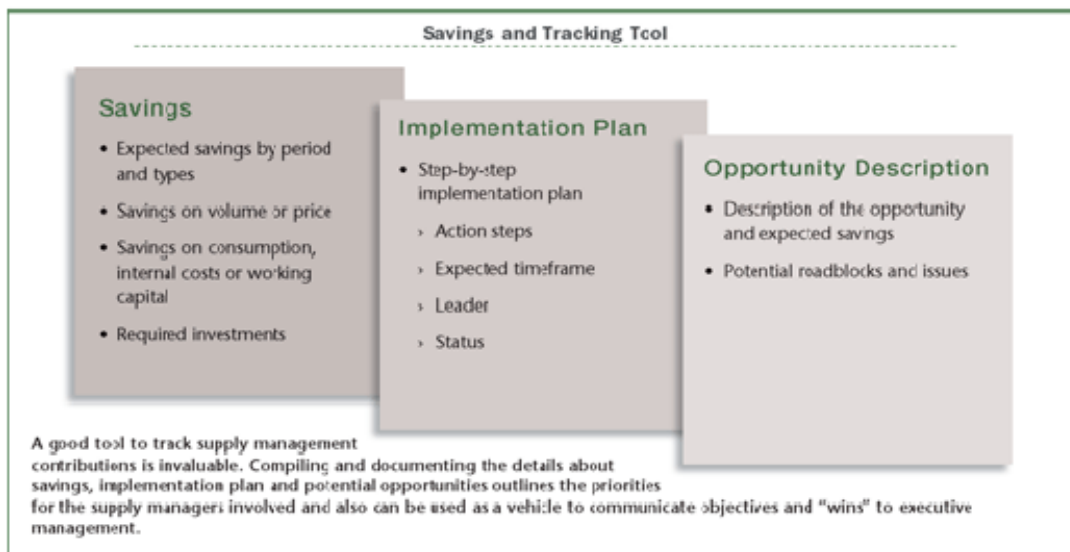 Savings and Tracking Tool
Savings
• Expected savings by period
and types
• Savings on volume or price
• Savings on consumption,
internal costs or working
capital
• Required investments
Implementation Plan
• Step-by-step
implementation plan
› Action steps
› Expected timeframe
› Leader
› Status
Opportunity Description
• Description of the opportunity
and expected savings
• Potential roadblocks and issues
A good tool to track supply management
contributions is invaluable. Compiling and documenting the details about
savings, implementation plan and potential opportunities outlines the priorities
for the supply managers involved and also can be used as a vehicle to communicate objectives and “wins” to executive
management.